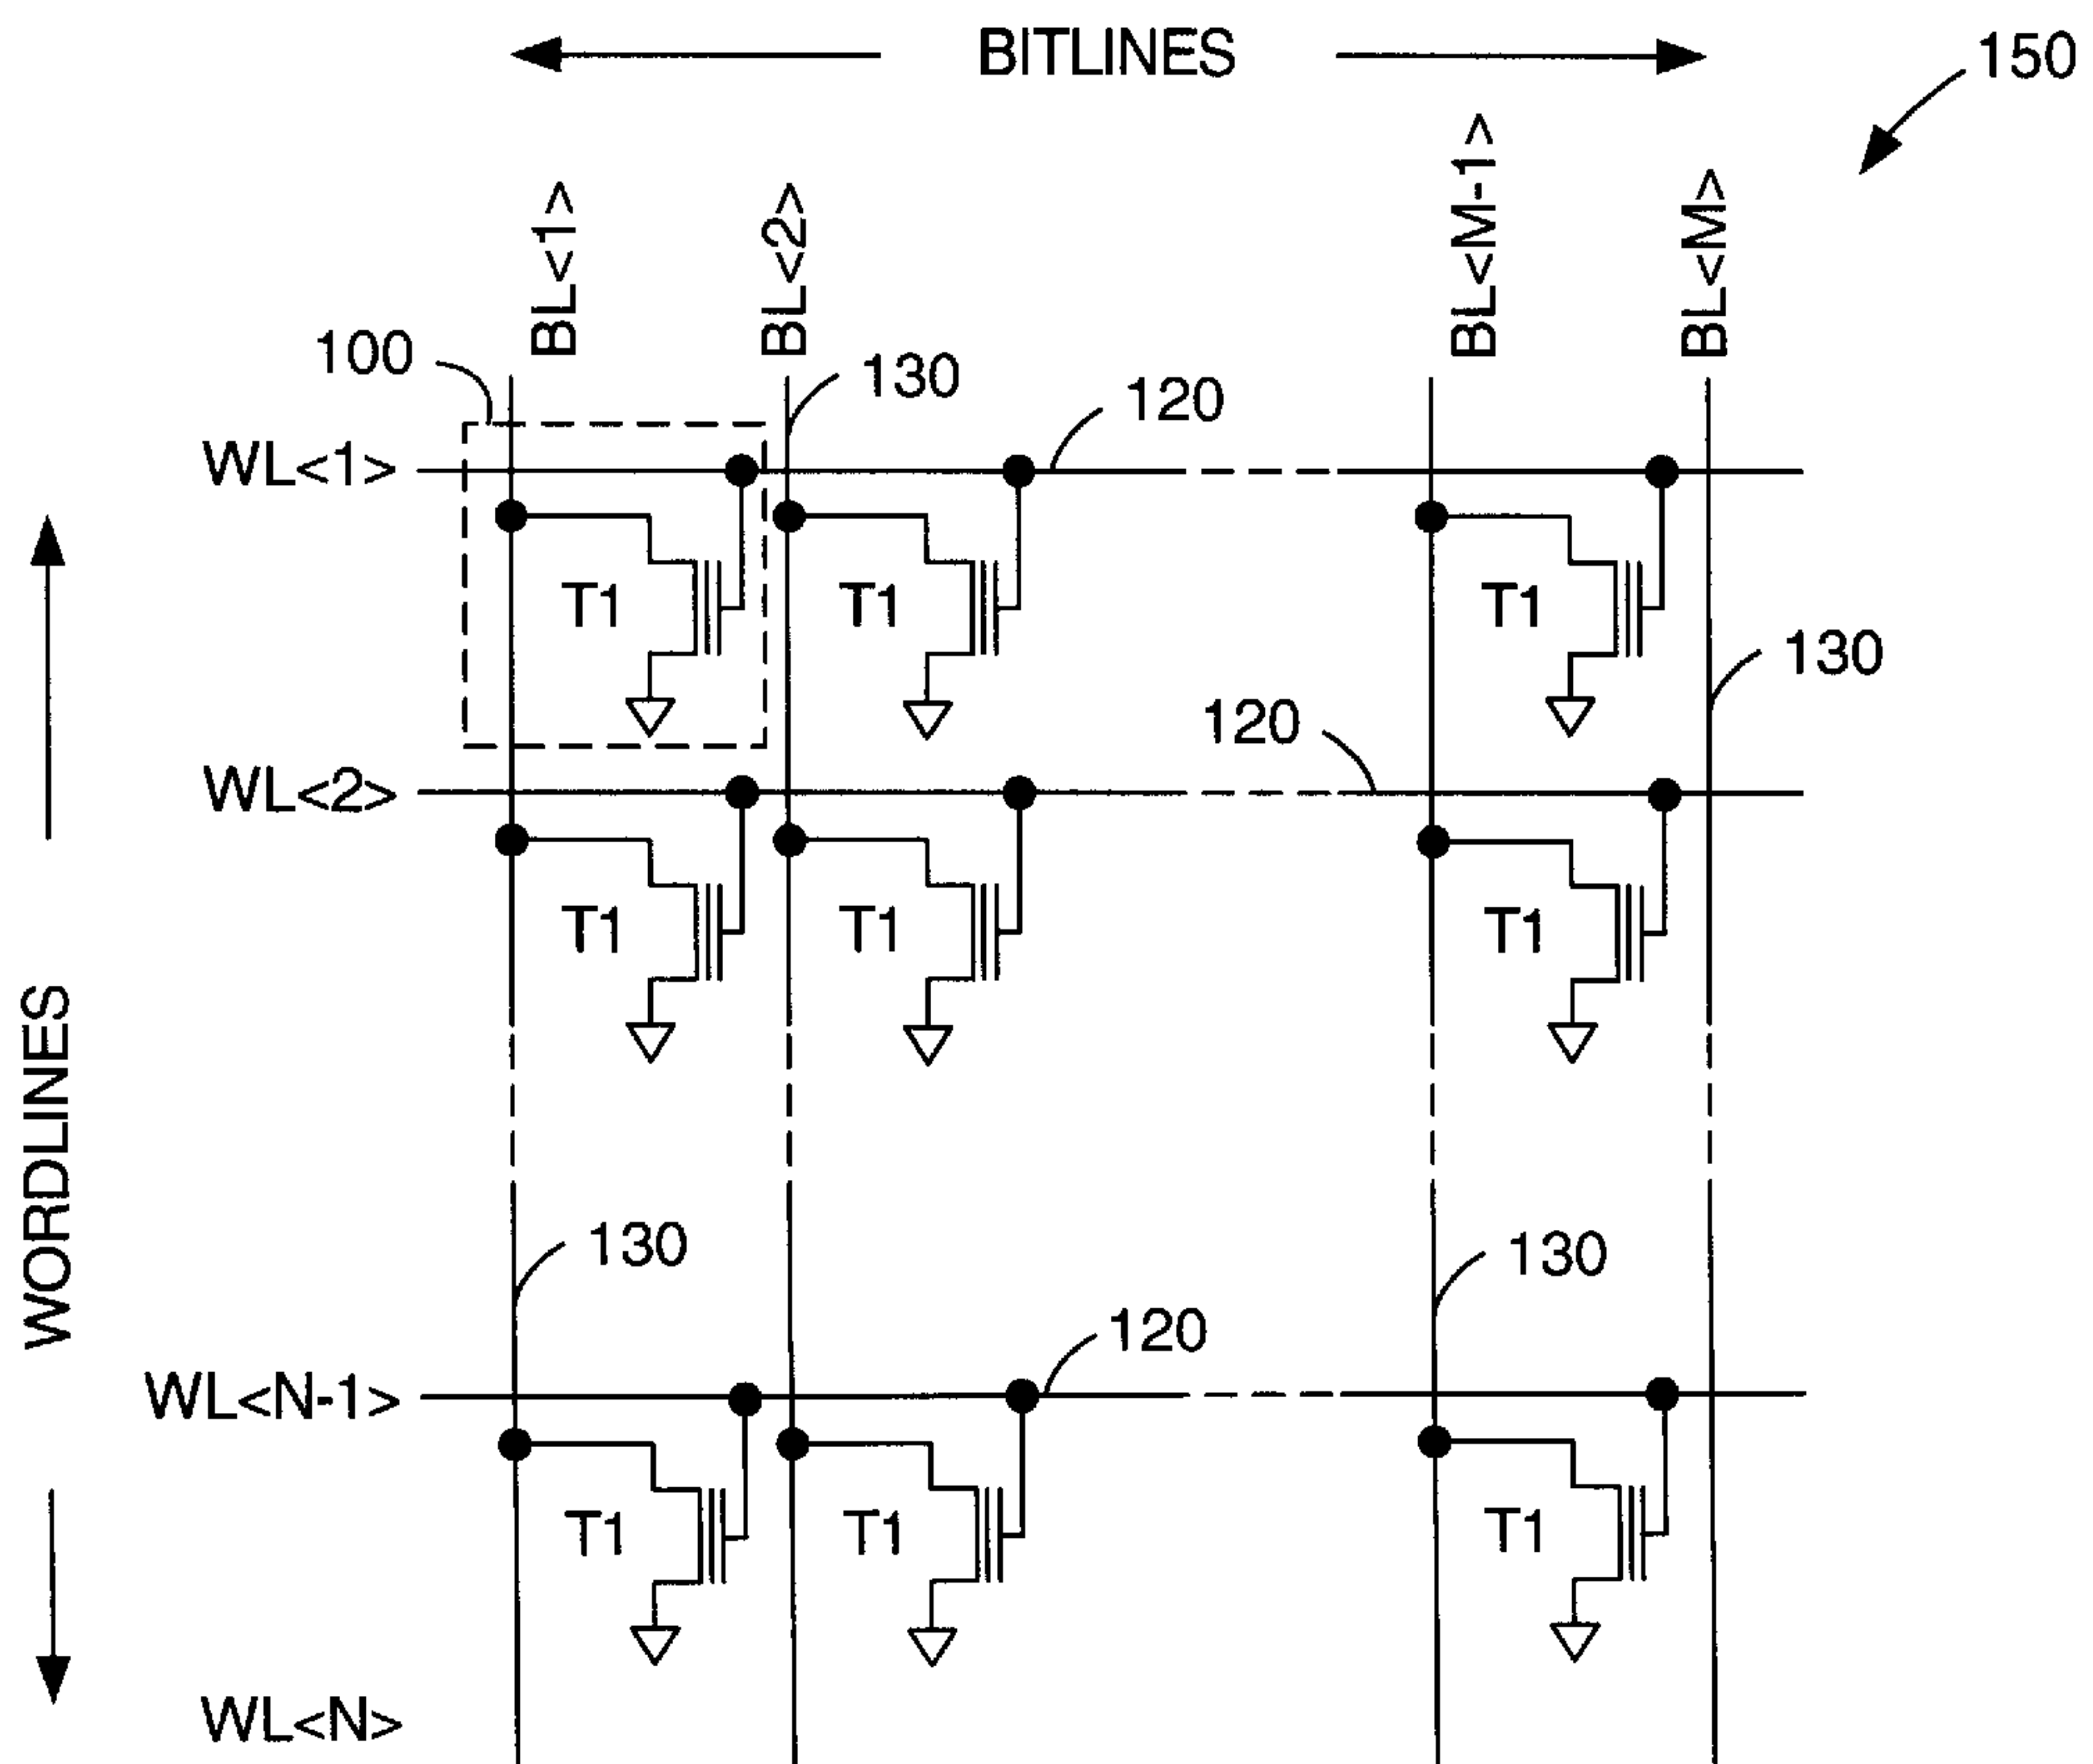 BITLINES
150
BL<1>
BL<2>
BL<M-1>
BL<M>
100
130
120
WL<1>
T1
T1
T1
130
120
WL<2>
T1
T1
T1
WORDLINES
130
130
120
WL<N-1>
T1
T1
T1
WL<N>